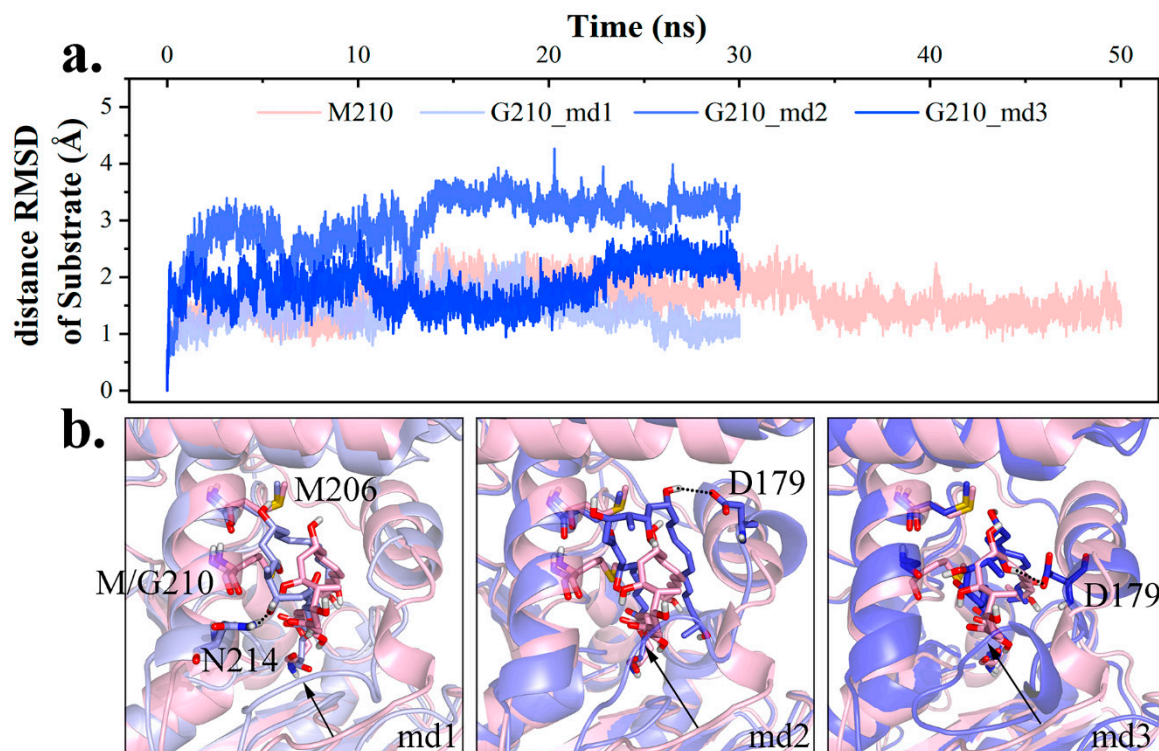 a.
Time (ns)
0 10 20 30 40 50
distance RMSD
of Substrate (Å)
5
4
3
2
1
0
M210 G210_md1 G210_md2 G210_md3
b.
M206
M/G210
N214
md1
D179
md2
D179
md3